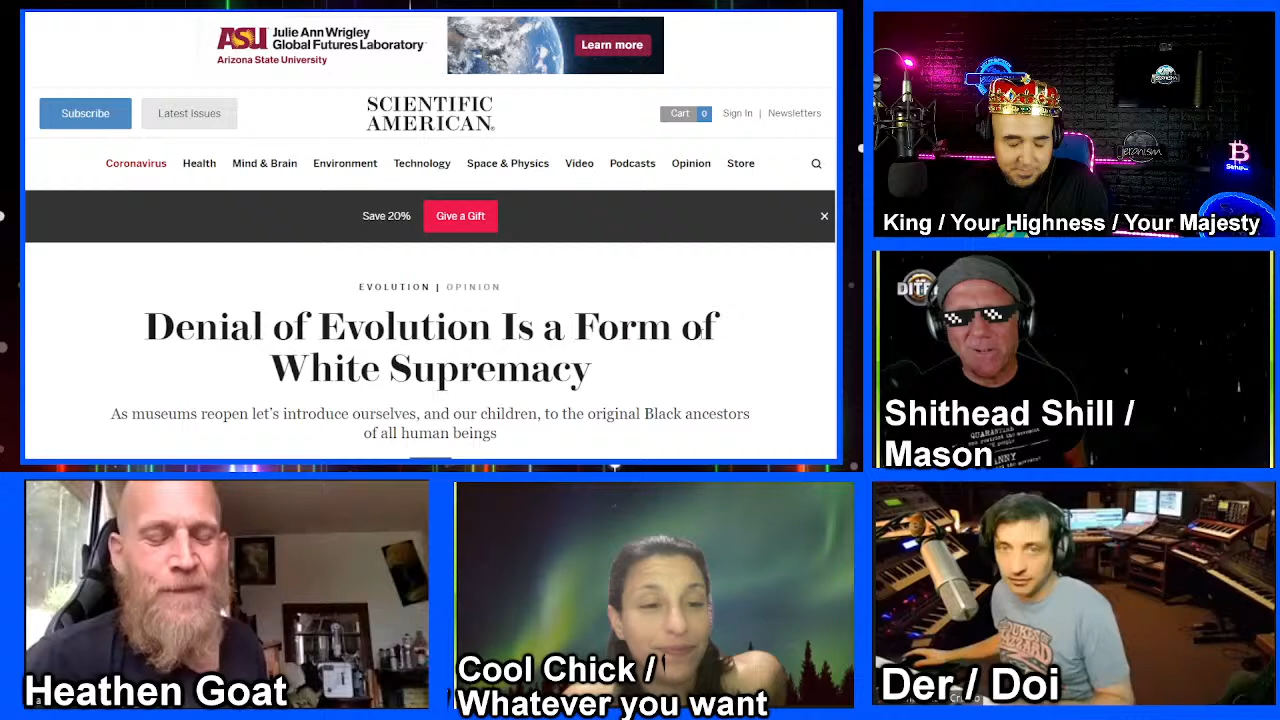 ASU Julie Ann Wrigley
Global Futures Laboratory
Arizona State University
Learn more
Subscribe
Latest Issues
SCIENTIFIC
AMERICAN
Cart 0
Sign In | Newsletters
Coronavirus Health Mind & Brain Environment Technology Space & Physics Video Podcasts Opinion Store
Save 20% Give a Gift
EVOLUTION | OPINION
Denial of Evolution Is a Form of
White Supremacy
As museums reopen let's introduce ourselves, and our children, to the original Black ancestors
of all human beings
jeranism
King / Your Highness / Your Majesty
Shithead Shill /
Mason
Heathen Goat
Cool Chick /
Whatever you want
Der / Doi